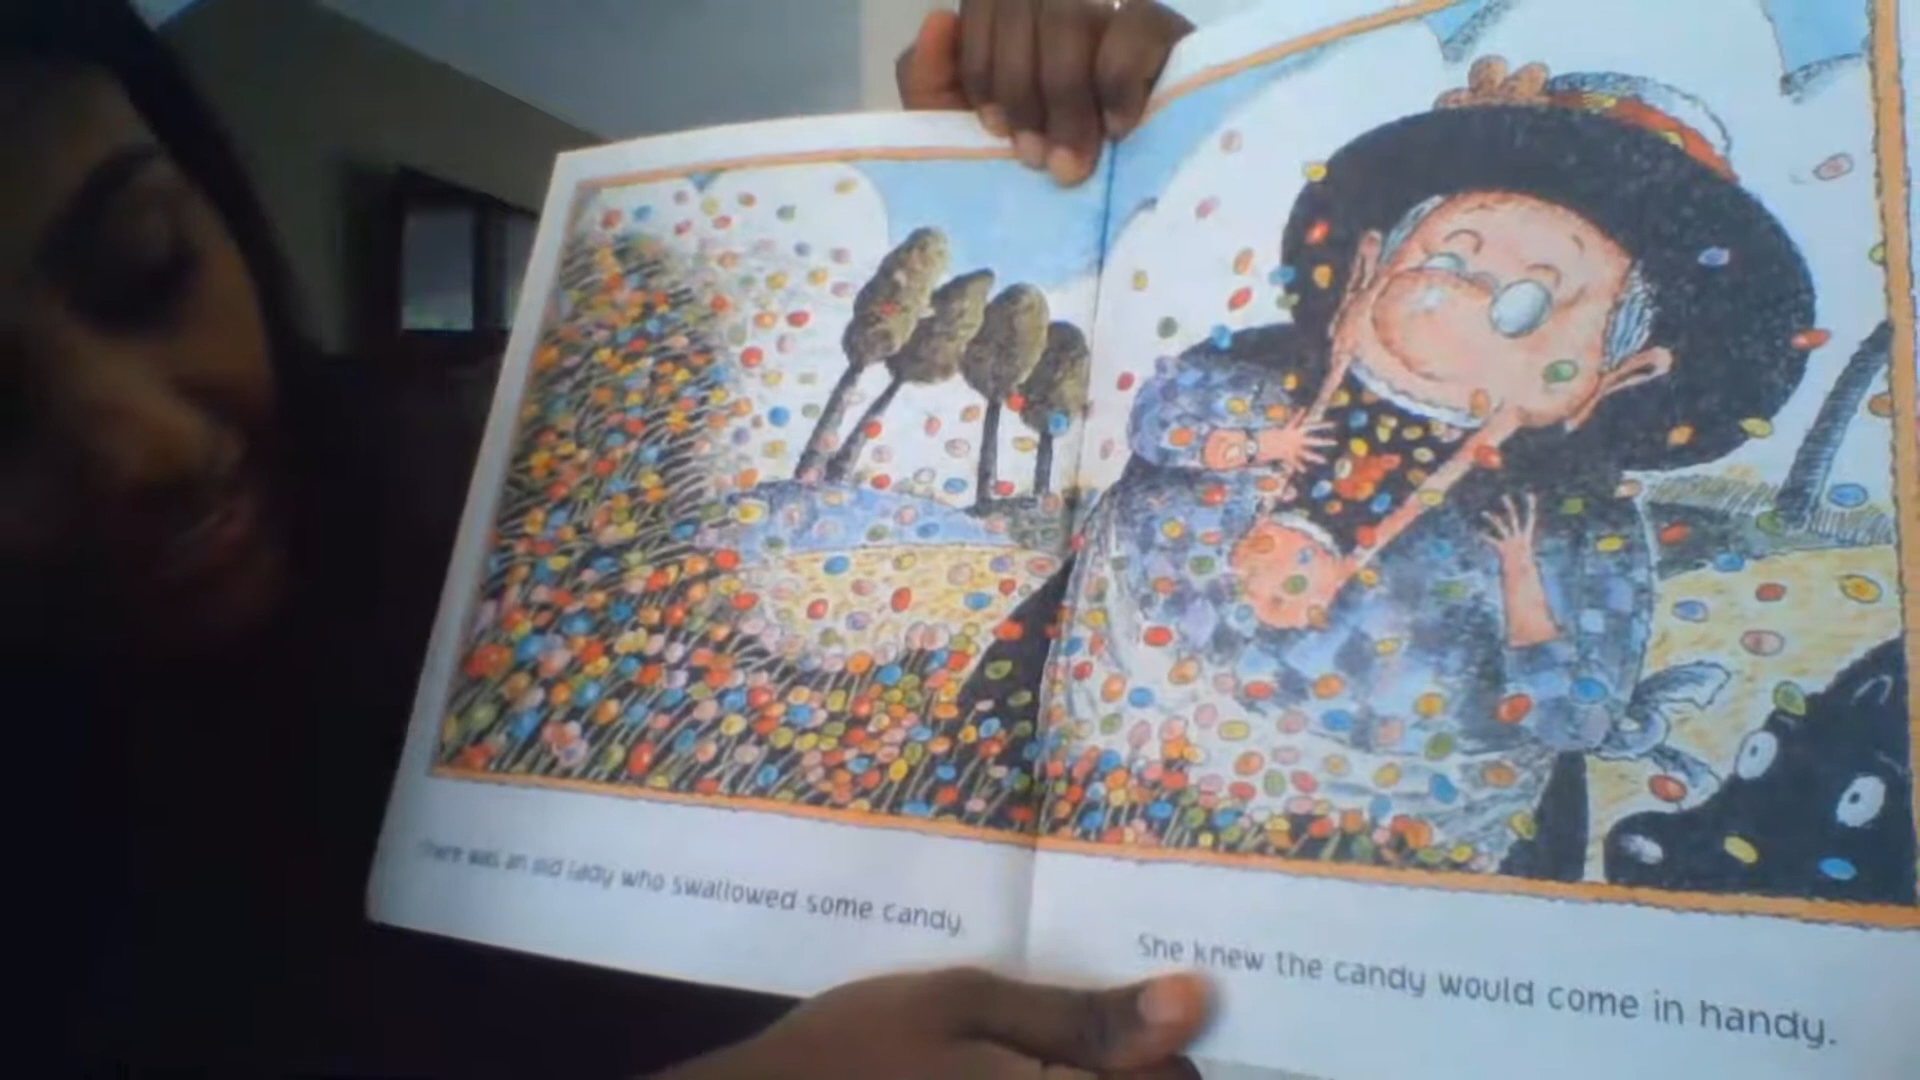 There was an old Lady who swallowed some candy.
She knew the candy would come in handy.